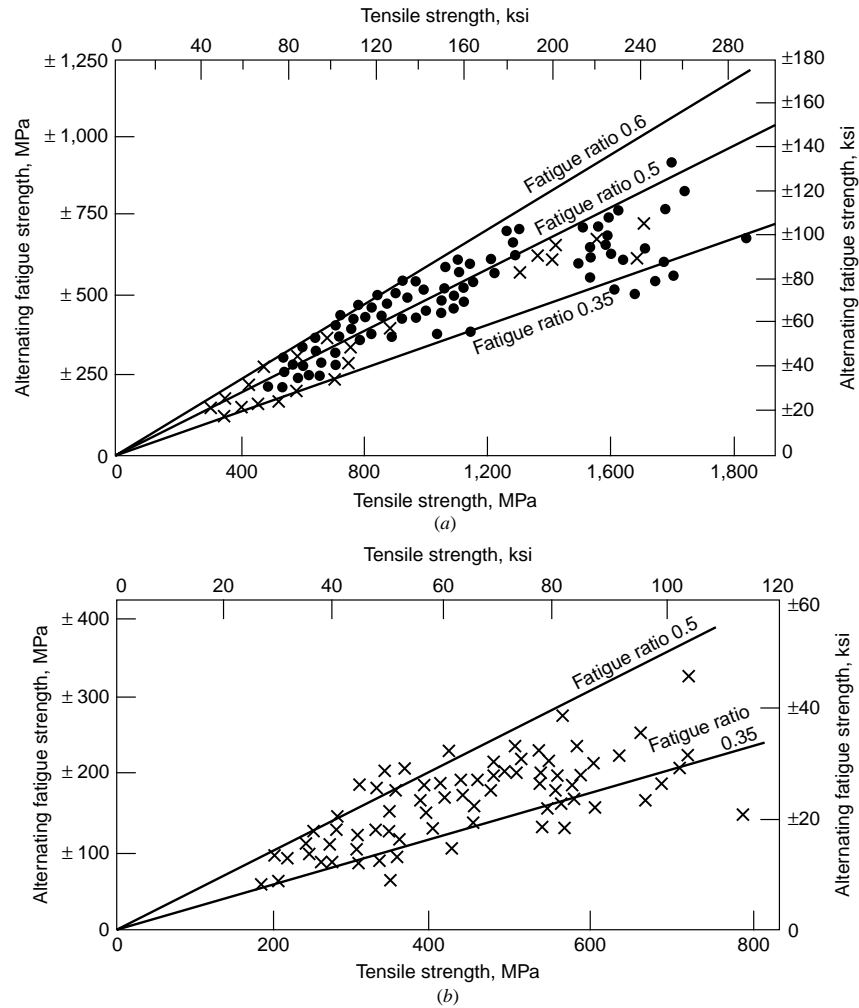 Tensile strength, ksi
0 40 80 120 160 200 240 280
± 1,250
± 1,000
± 750
± 500
± 250
0
Alternating fatigue strength, MPa
±180
±160
±140
±120
±100
±80
±60
±40
±20
0
Alternating fatigue strength, ksi
Fatigue ratio 0.6
Fatigue ratio 0.5
Fatigue ratio 0.35
0 400 800 1,200 1,600 1,800
Tensile strength, MPa
(a)
Tensile strength, ksi
0 20 40 60 80 100 120
± 400
± 300
± 200
± 100
0
Alternating fatigue strength, MPa
±60
±40
±20
0
Alternating fatigue strength, ksi
Fatigue ratio 0.5
Fatigue ratio
0.35
0 200 400 600 800
Tensile strength, MPa
(b)